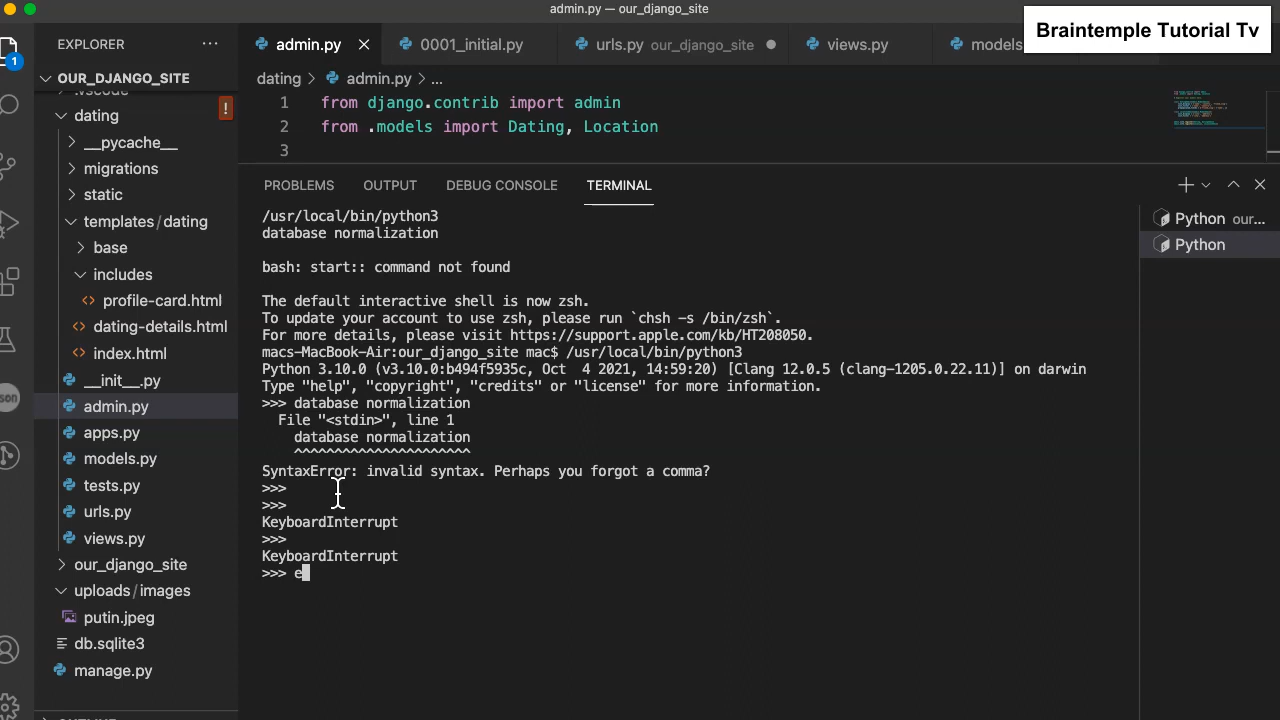 admin.py — our_django_site
Braintemple Tutorial Tv
EXPLORER
admin.py
0001_initial.py
urls.py our_django_site
views.py
models
1
OUR_DJANGO_SITE
.vscode
dating
!
__pycache__
migrations
static
templates/dating
base
includes
profile-card.html
dating-details.html
index.html
__init__.py
admin.py
apps.py
models.py
tests.py
urls.py
views.py
our_django_site
uploads/images
putin.jpeg
db.sqlite3
manage.py
dating > admin.py > ...
1 from django.contrib import admin
2 from .models import Dating, Location
3
PROBLEMS OUTPUT DEBUG CONSOLE TERMINAL
/usr/local/bin/python3
database normalization
bash: start:: command not found
The default interactive shell is now zsh.
To update your account to use zsh, please run `chsh -s /bin/zsh`.
For more details, please visit https://support.apple.com/kb/HT208050.
macs-MacBook-Air:our_django_site mac$ /usr/local/bin/python3
Python 3.10.0 (v3.10.0:b494f5935c, Oct  4 2021, 14:59:20) [Clang 12.0.5 (clang-1205.0.22.11)] on darwin
Type "help", "copyright", "credits" or "license" for more information.
>>> database normalization
  File "<stdin>", line 1
    database normalization
    ^^^^^^^^^^^^^^^^^^^^^^
SyntaxError: invalid syntax. Perhaps you forgot a comma?
>>>
>>>
KeyboardInterrupt
>>>
KeyboardInterrupt
>>> e
Python our...
Python